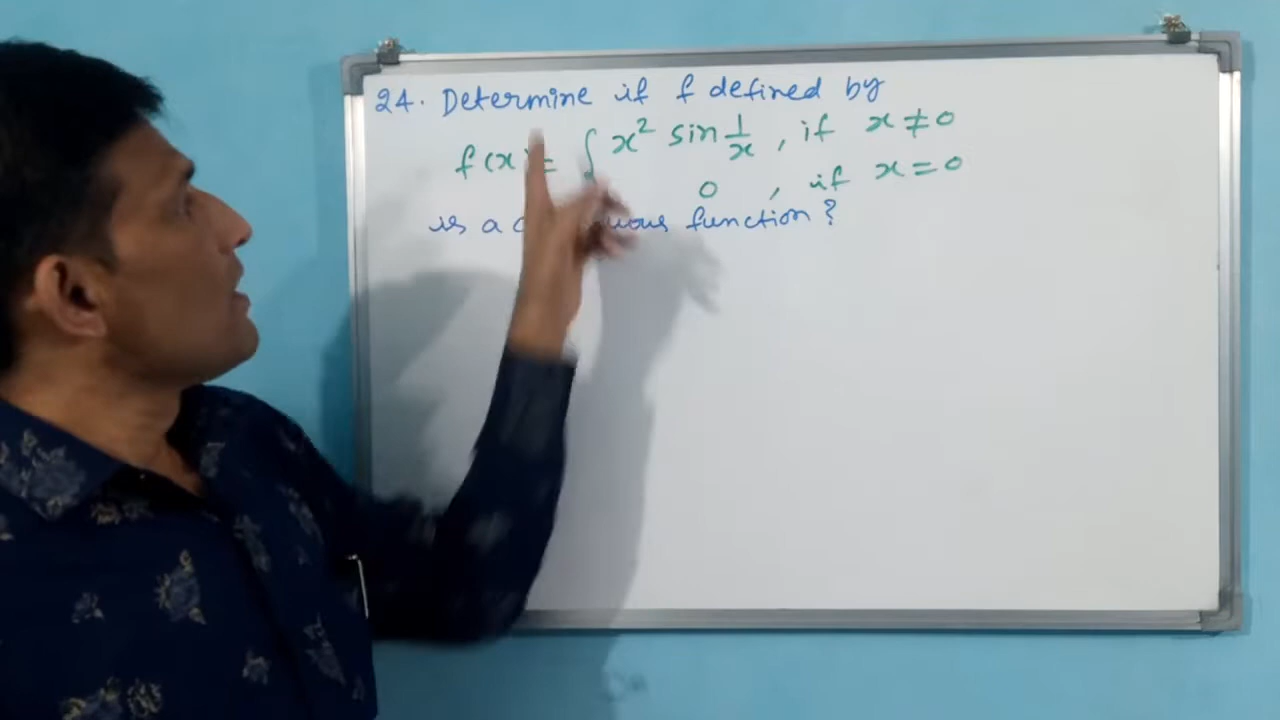 24. Determine if f defined by
f(x) = { x² sin 1/x , if x ≠ 0
0 , if x = 0
is a function ?